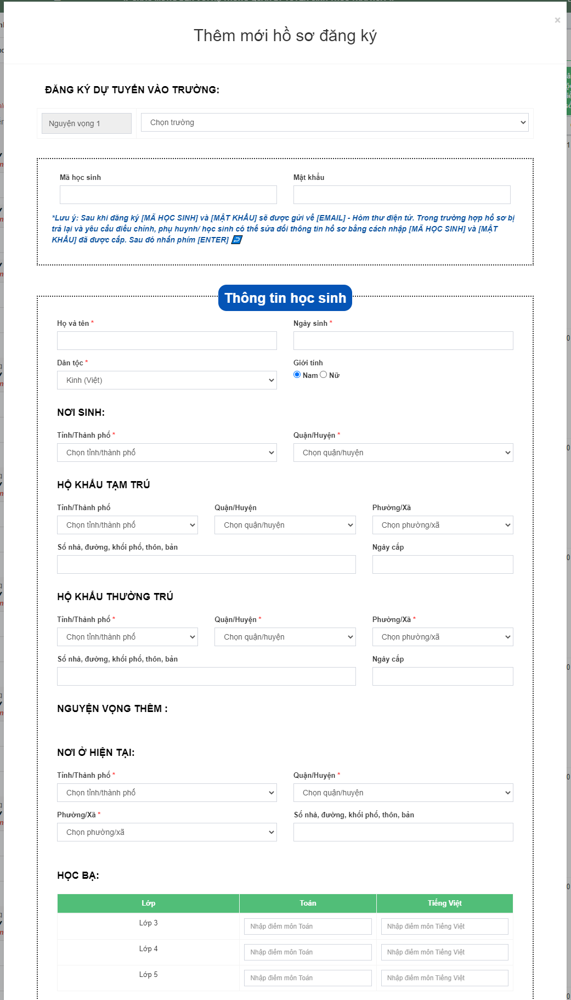 Thêm mới hồ sơ đăng ký
×
ĐĂNG KÝ DỰ TUYỂN VÀO TRƯỜNG:
Nguyện vọng 1
Chọn trường
Mã học sinh
Mật khẩu
*Lưu ý: Sau khi đăng ký [MÃ HỌC SINH] và [MẬT KHẨU] sẽ được gửi về [EMAIL] - Hòm thư điện tử. Trong trường hợp hồ sơ bị
trả lại và yêu cầu điều chỉnh, phụ huynh/ học sinh có thể sửa đổi thông tin hồ sơ bằng cách nhập [MÃ HỌC SINH] và [MẬT
KHẨU] đã được cấp. Sau đó nhấn phím [ENTER]
Thông tin học sinh
Họ và tên *
Ngày sinh *
Dân tộc *
Giới tính
Kinh (Việt)
Nam Nữ
NƠI SINH:
Tỉnh/Thành phố *
Quận/Huyện *
Chọn tỉnh/thành phố
Chọn quận/huyện
HỘ KHẨU TẠM TRÚ
Tỉnh/Thành phố
Quận/Huyện
Phường/Xã
Chọn tỉnh/thành phố
Chọn quận/huyện
Chọn phường/xã
Số nhà, đường, khối phố, thôn, bản
Ngày cấp
HỘ KHẨU THƯỜNG TRÚ
Tỉnh/Thành phố *
Quận/Huyện *
Phường/Xã *
Chọn tỉnh/thành phố
Chọn quận/huyện
Chọn phường/xã
Số nhà, đường, khối phố, thôn, bản
Ngày cấp
NGUYỆN VỌNG THÊM :
NƠI Ở HIỆN TẠI:
Tỉnh/Thành phố *
Quận/Huyện *
Chọn tỉnh/thành phố
Chọn quận/huyện
Phường/Xã *
Số nhà, đường, khối phố, thôn, bản
Chọn phường/xã
HỌC BẠ:
Lớp
Toán
Tiếng Việt
Lớp 3
Nhập điểm môn Toán
Nhập điểm môn Tiếng Việt
Lớp 4
Nhập điểm môn Toán
Nhập điểm môn Tiếng Việt
Lớp 5
Nhập điểm môn Toán
Nhập điểm môn Tiếng Việt